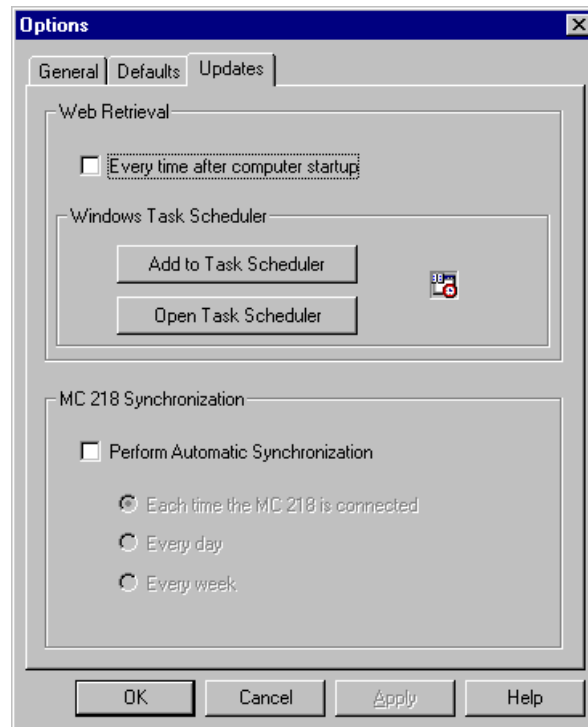 Options
General Defaults Updates
Web Retrieval
Every time after computer startup
Windows Task Scheduler
Add to Task Scheduler
Open Task Scheduler
MC 218 Synchronization
Perform Automatic Synchronization
Each time the MC 218 is connected
Every day
Every week
OK Cancel Apply Help